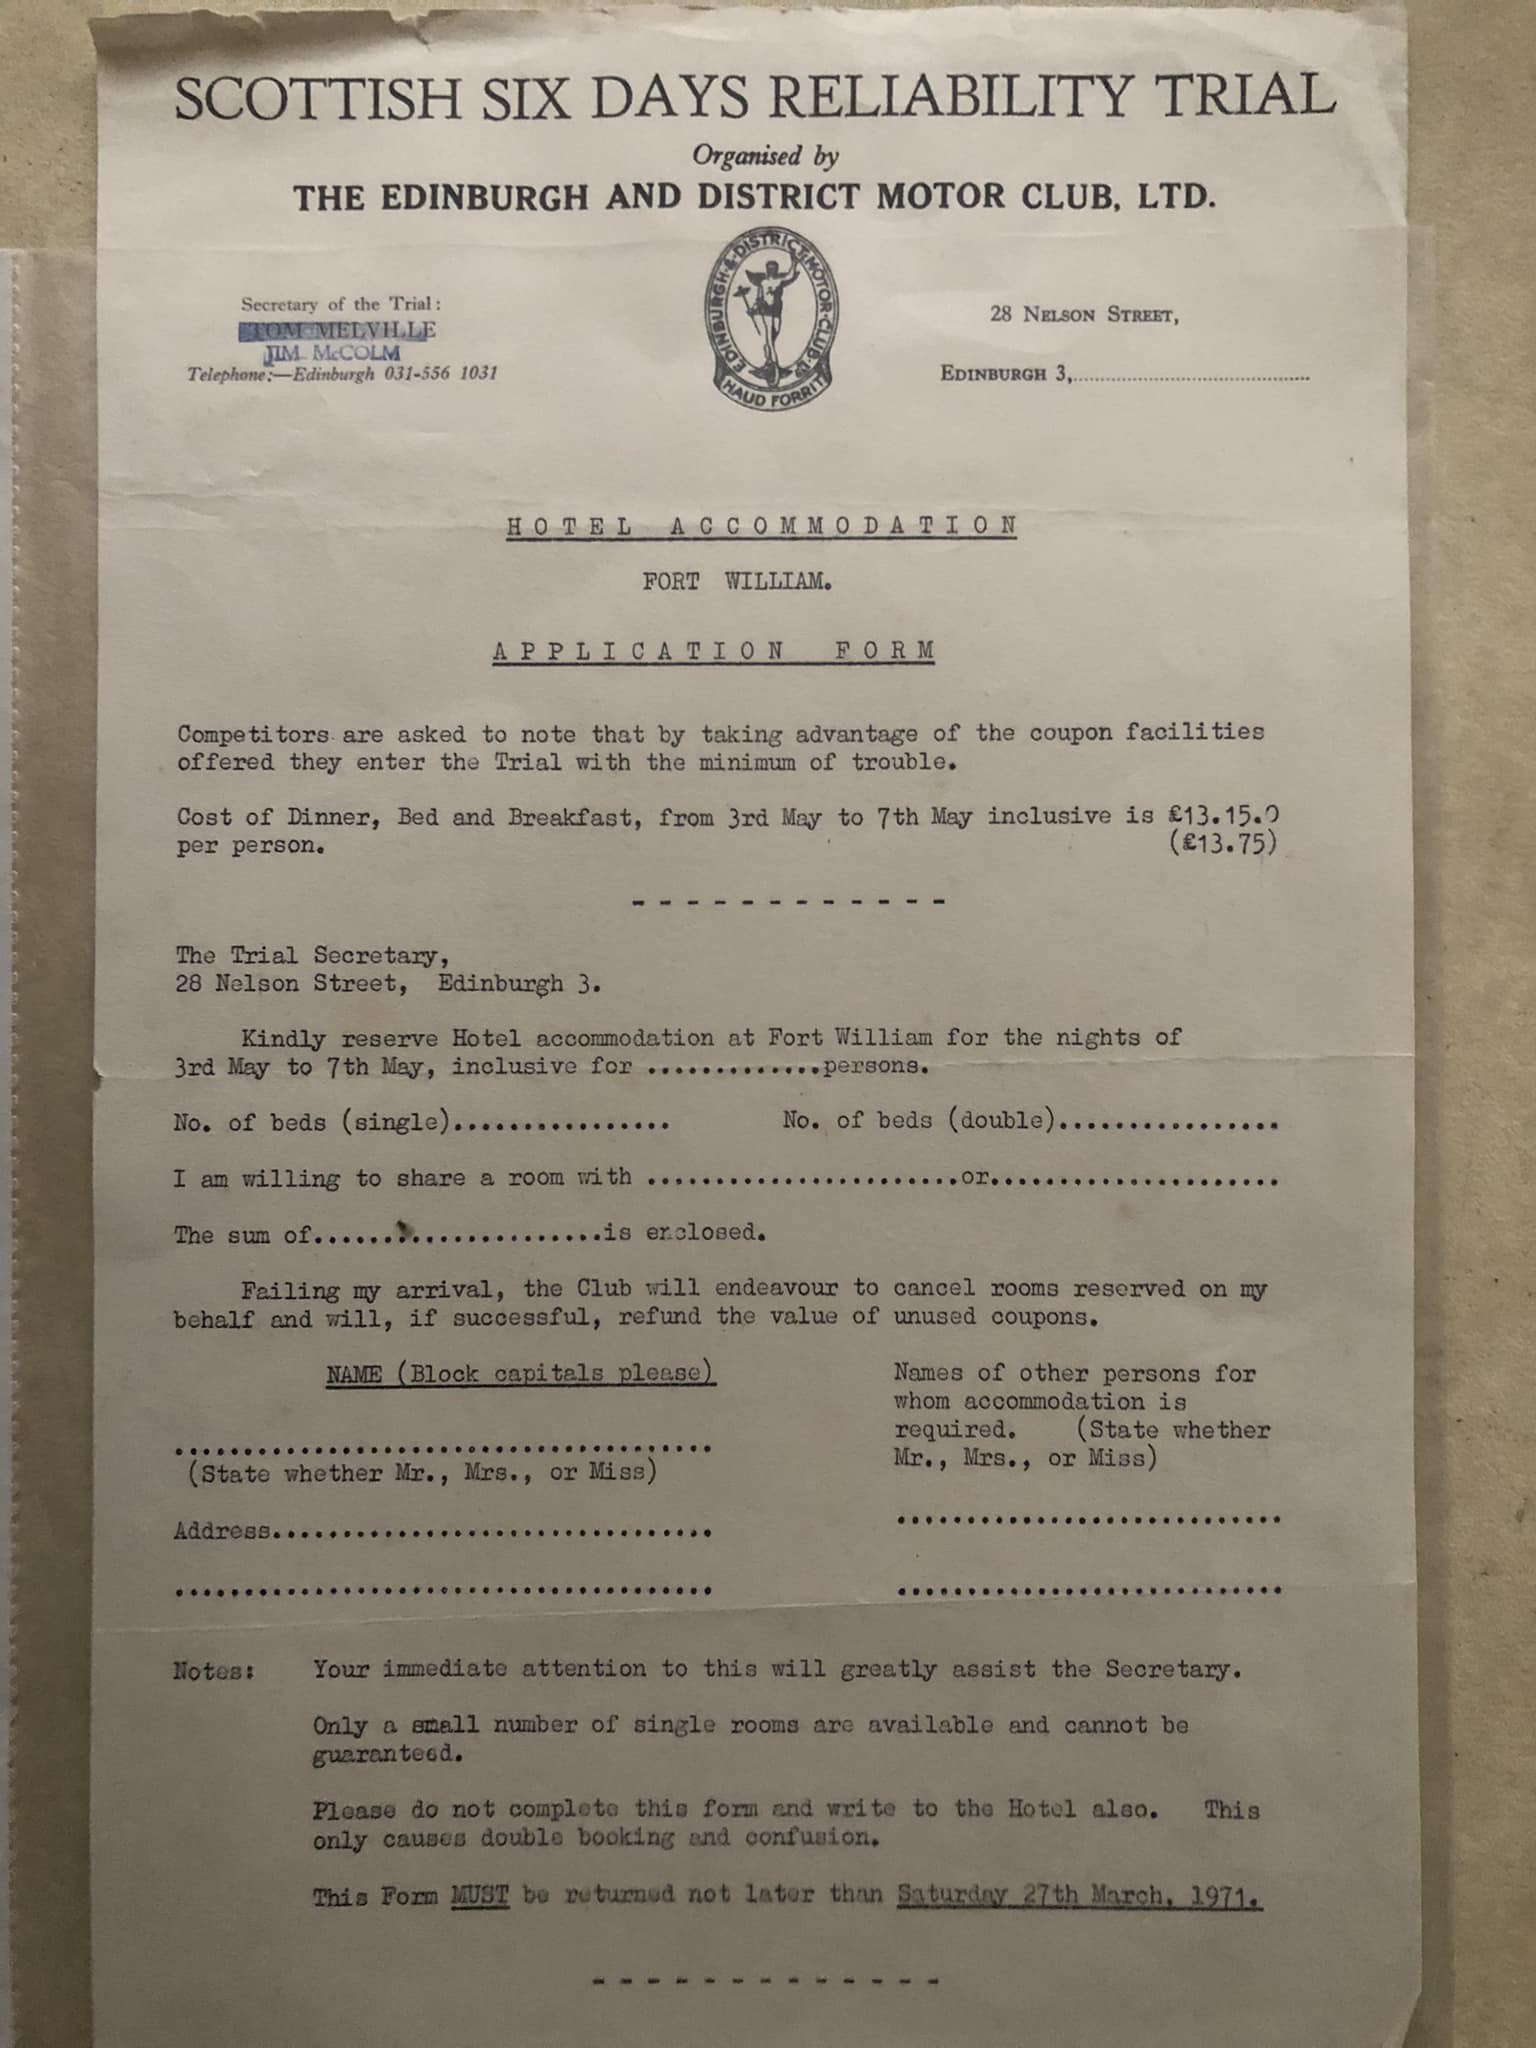 SCOTTISH SIX DAYS RELIABILITY TRIAL
Organised by
THE EDINBURGH AND DISTRICT MOTOR CLUB, LTD.
EDINBURGH & DISTRICT MOTOR CLUB LD
HAUD FORRIT
Secretary of the Trial:
TOM MELVILLE
JIM McCOLM
Telephone:—Edinburgh 031-556 1031
28 NELSON STREET,
EDINBURGH 3,........................................
HOTEL ACCOMMODATION
FORT WILLIAM.
APPLICATION FORM
Competitors are asked to note that by taking advantage of the coupon facilities
offered they enter the Trial with the minimum of trouble.
Cost of Dinner, Bed and Breakfast, from 3rd May to 7th May inclusive is £13.15.0
per person. (£13.75)
- - - - - - - - - - - -
The Trial Secretary,
28 Nelson Street, Edinburgh 3.
Kindly reserve Hotel accommodation at Fort William for the nights of
3rd May to 7th May, inclusive for .............persons.
No. of beds (single)................ No. of beds (double)................
I am willing to share a room with .......................or.....................
The sum of.....................is enclosed.
Failing my arrival, the Club will endeavour to cancel rooms reserved on my
behalf and will, if successful, refund the value of unused coupons.
NAME (Block capitals please)
.......................................
(State whether Mr., Mrs., or Miss)
Address................................
.......................................
Names of other persons for
whom accommodation is
required. (State whether
Mr., Mrs., or Miss)
............................
............................
Notes: Your immediate attention to this will greatly assist the Secretary.
Only a small number of single rooms are available and cannot be
guaranteed.
Please do not complete this form and write to the Hotel also. This
only causes double booking and confusion.
This Form MUST be returned not later than Saturday 27th March, 1971.
- - - - - - - - - - - - -